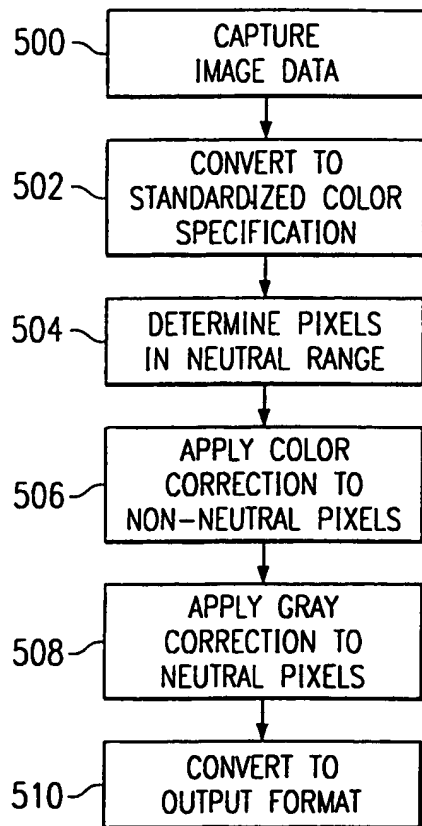 500
CAPTURE
IMAGE DATA
502
CONVERT TO
STANDARDIZED COLOR
SPECIFICATION
504
DETERMINE PIXELS
IN NEUTRAL RANGE
506
APPLY COLOR
CORRECTION TO
NON-NEUTRAL PIXELS
508
APPLY GRAY
CORRECTION TO
NEUTRAL PIXELS
510
CONVERT TO
OUTPUT FORMAT